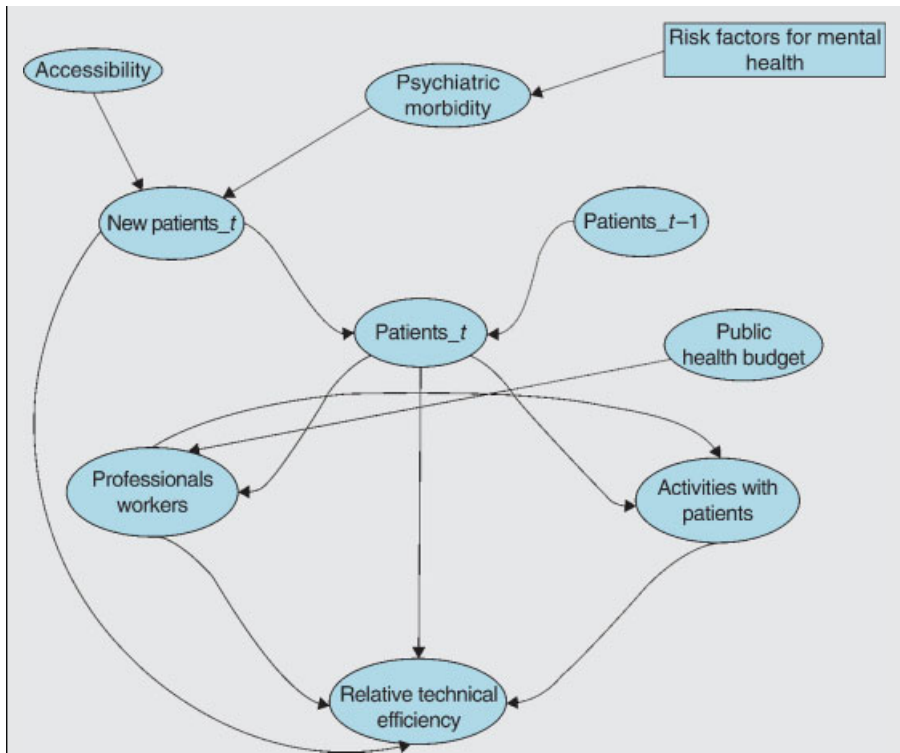 Risk factors for mental
health
Accessibility
Psychiatric
morbidity
New patients_t
Patients_t–1
Patients_t
Public
health budget
Professionals
workers
Activities with
patients
Relative technical
efficiency